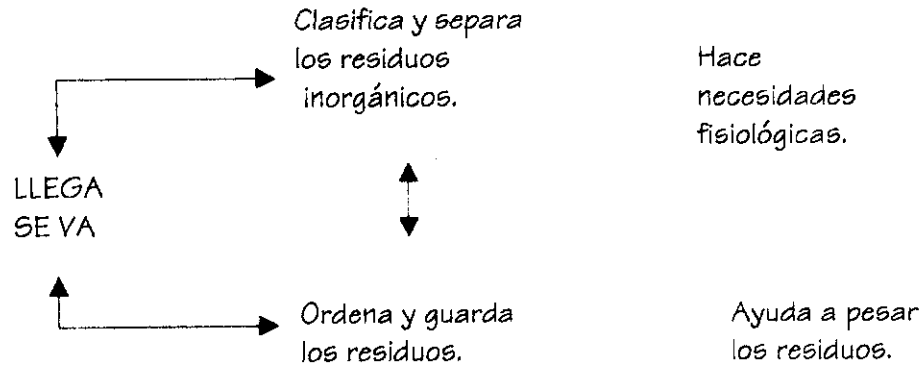 Clasifica y separa
los residuos
inorgánicos.
Hace
necesidades
fisiológicas.
LLEGA
SE VA
Ordena y guarda
los residuos.
Ayuda a pesar
los residuos.